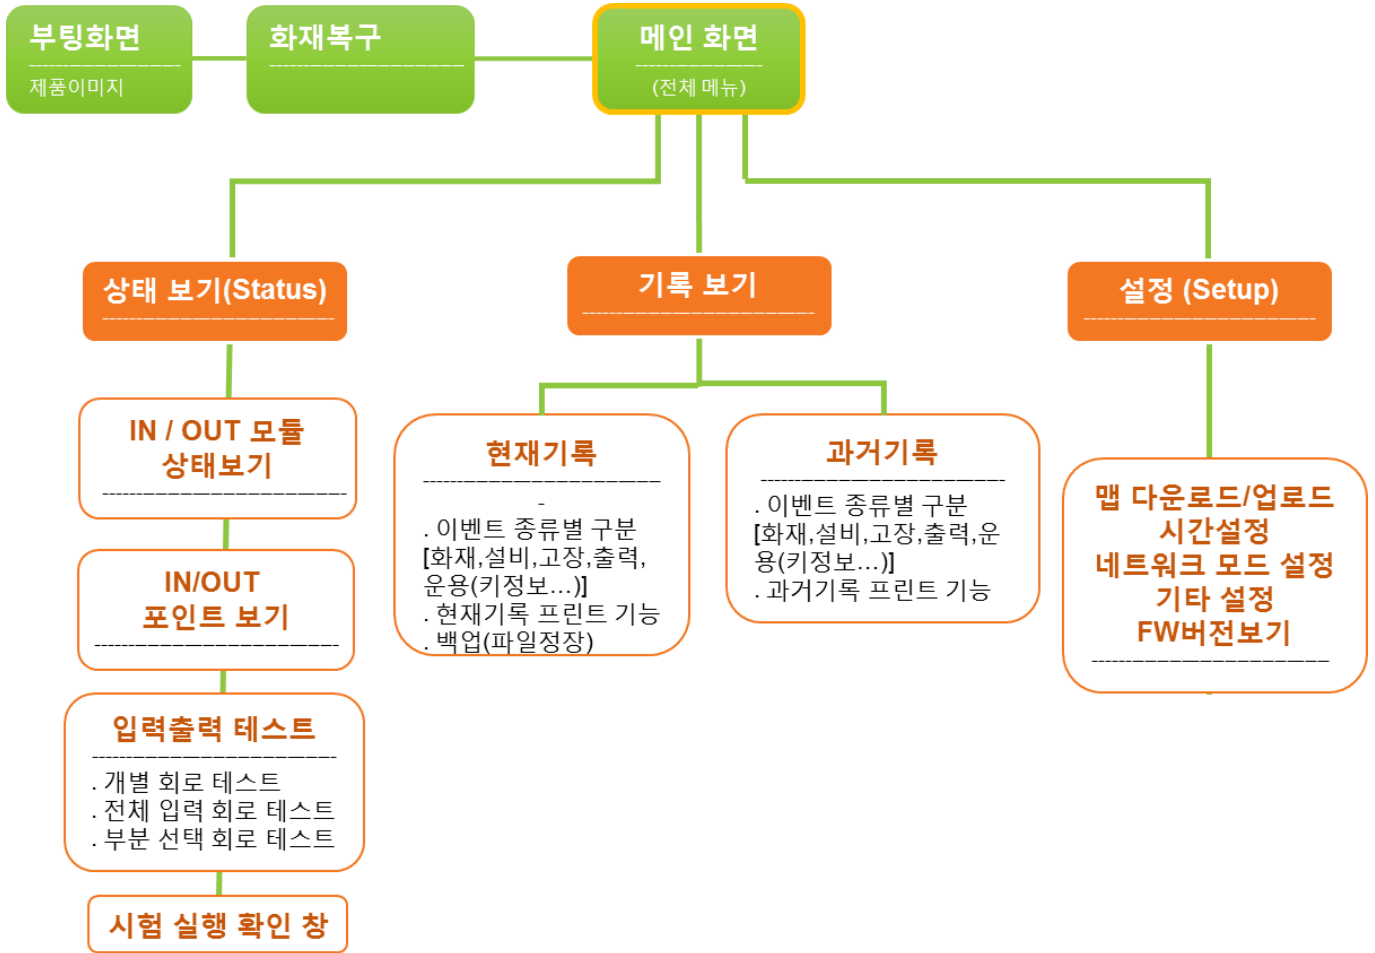 부팅화면
제품이미지
화재복구
메인 화면
(전체 메뉴)
상태 보기(Status)
기록 보기
설정 (Setup)
IN / OUT 모듈
상태보기
IN/OUT
포인트 보기
입력출력 테스트
. 개별 회로 테스트
. 전체 입력 회로 테스트
. 부분 선택 회로 테스트
시험 실행 확인 창
현재기록
-
. 이벤트 종류별 구분
[화재,설비,고장,출력,
운용(키정보...)]
. 현재기록 프린트 기능
. 백업(파일정장)
과거기록
. 이벤트 종류별 구분
[화재,설비,고장,출력,운
용(키정보...)]
. 과거기록 프린트 기능
맵 다운로드/업로드
시간설정
네트워크 모드 설정
기타 설정
FW버전보기